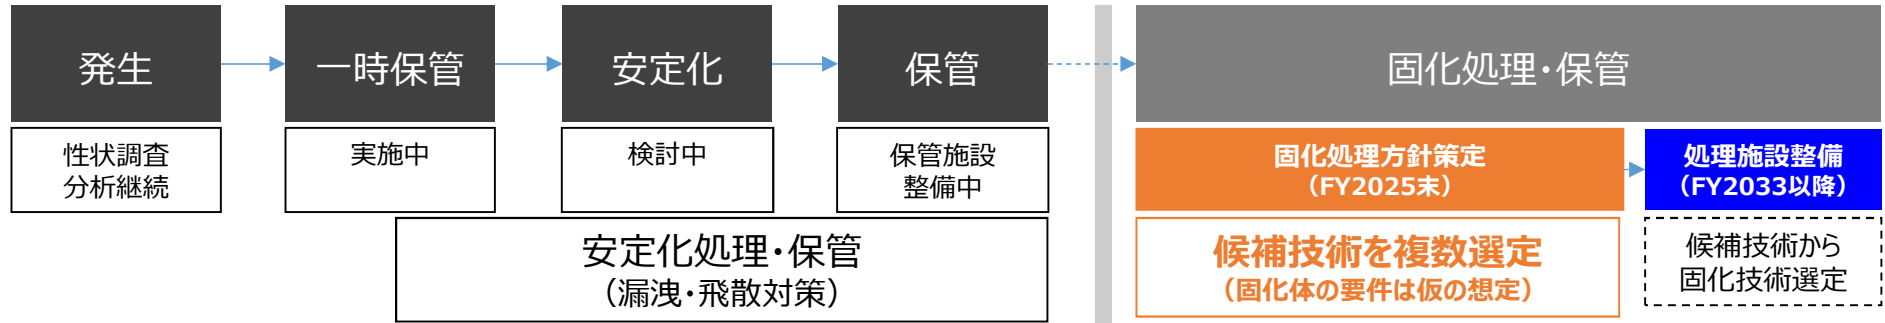 発生
一時保管
安定化
保管
固化処理・保管
性状調査
分析継続
実施中
検討中
保管施設
整備中
固化処理方針策定
（FY2025末）
処理施設整備
（FY2033以降）
安定化処理・保管
（漏洩・飛散対策）
候補技術を複数選定
（固化体の要件は仮の想定）
候補技術から
固化技術選定